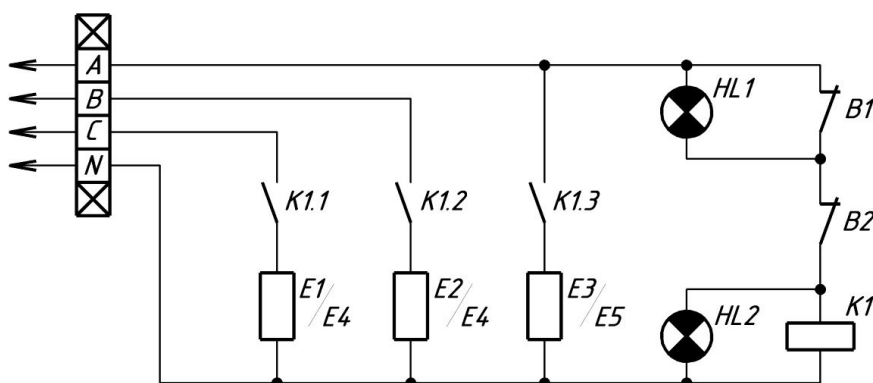 A
B
C
N
HL1
B1
K1.1
K1.2
K1.3
B2
E1/E4
E2/E4
E3/E5
HL2
K1